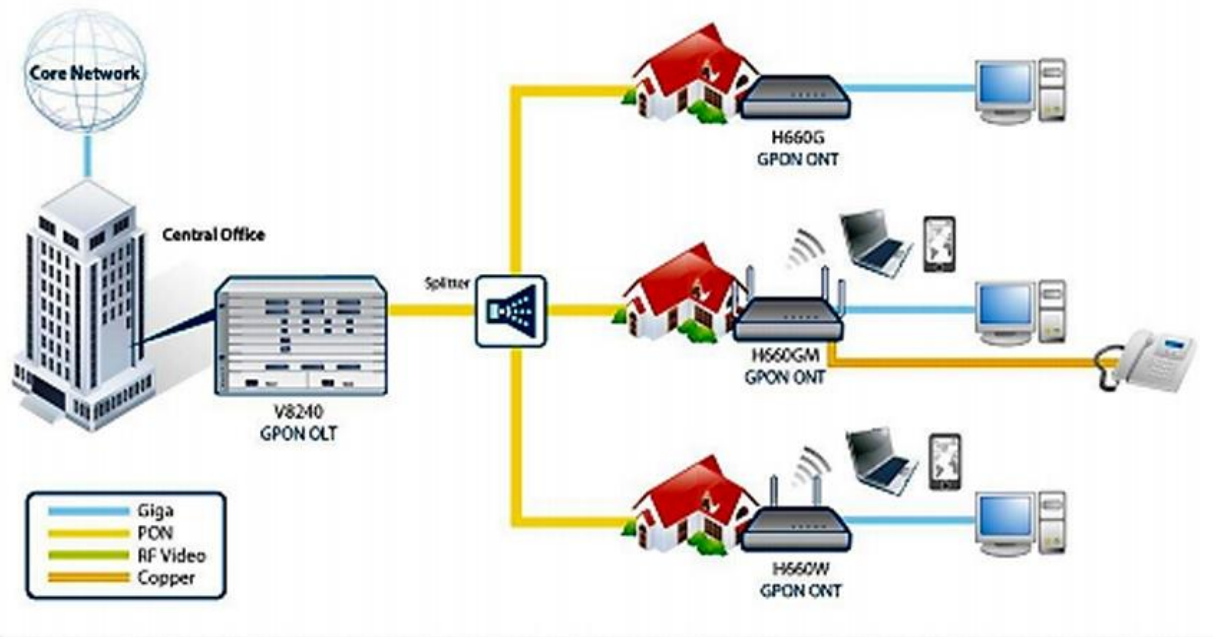 Core Network
Central Office
V8240
GPON OLT
Splitter
H660G
GPON ONT
H660GM
GPON ONT
H660W
GPON ONT
Giga
PON
RF Video
Copper